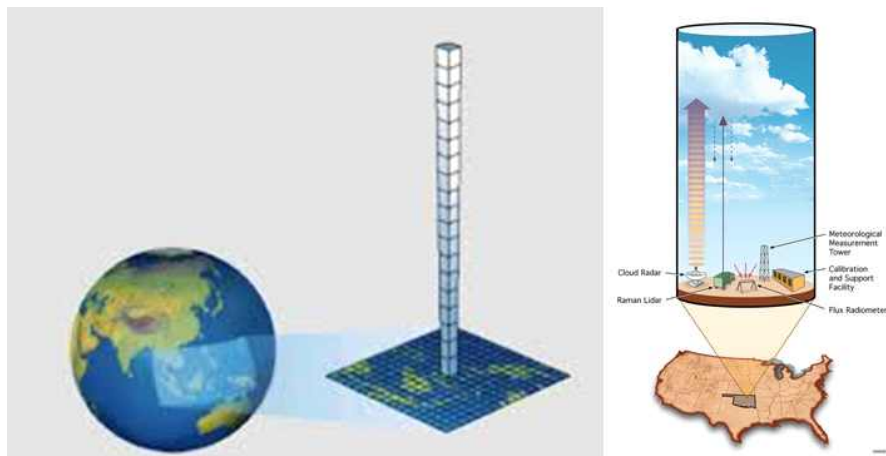 Meteorological
Measurement
Tower
Cloud Radar
Calibration
and Support
Facility
Raman Lidar
Flux Radiometer